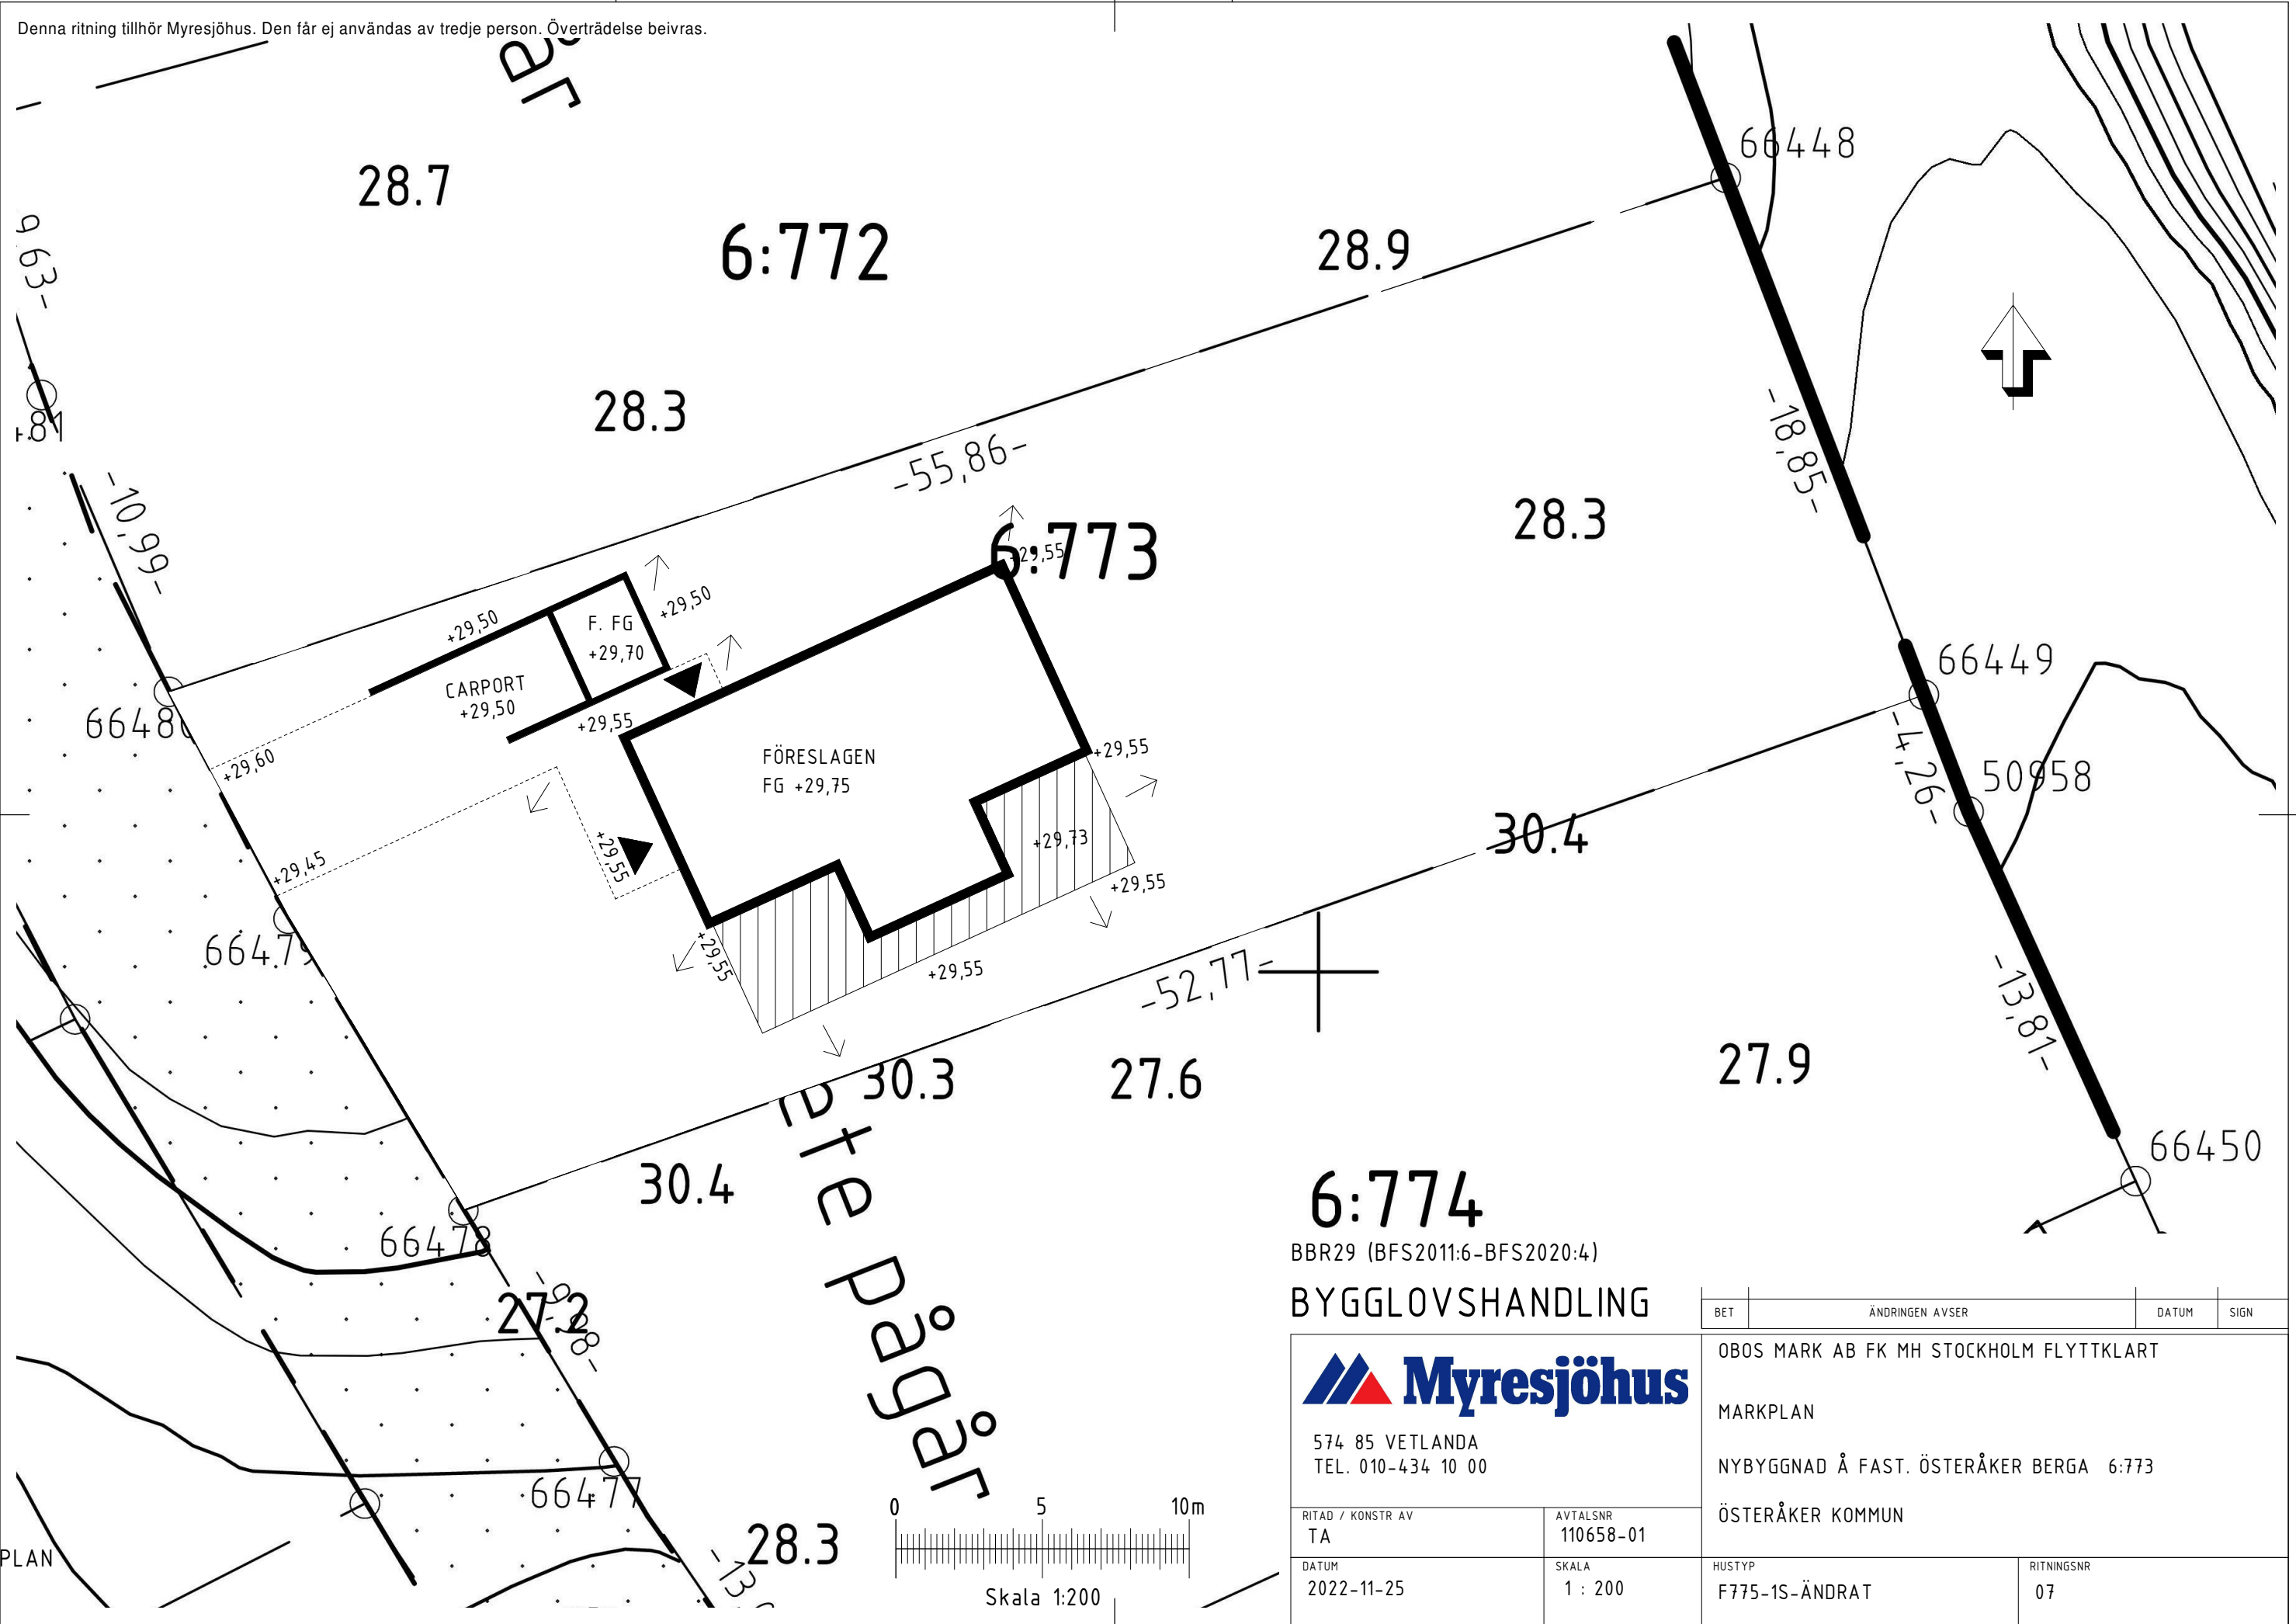 Denna ritning tillhör Myresjöhus. Den får ej användas av tredje person. Överträdelse beivras.
66448
28.7
6:772
28.9
9,63-
28.3
-18,85-
-55,86-
-10,99-
6:773
28.3
+29,55
+29,50
F. FG
+29,70
+29,50
CARPORT
+29,50
+29,55
66449
+29,60
FÖRESLAGEN
FG +29,75
+29,55
-4,26-
50958
+29,45
+29,55
+29,73
30.4
+29,55
66479
+29,55
+29,55
-52,77-
-13,81-
30.3
27.6
27.9
30.4
66450
66478
6:774
BBR29 (BFS2011:6-BFS2020:4)
BYGGLOVSHANDLING
27.2
pågår
BET
ÄNDRINGEN AVSER
DATUM
SIGN
Myresjöhus
574 85 VETLANDA
TEL. 010-434 10 00
OBOS MARK AB FK MH STOCKHOLM FLYTTKLART
MARKPLAN
NYBYGGNAD Å FAST. ÖSTERÅKER BERGA 6:773
ÖSTERÅKER KOMMUN
66477
28.3
0 5 10m
Skala 1:200
PLAN
RITAD / KONSTR AV
TA
AVTALSNR
110658-01
DATUM
2022-11-25
SKALA
1 : 200
HUSTYP
F775-1S-ÄNDRAT
RITNINGSNR
07